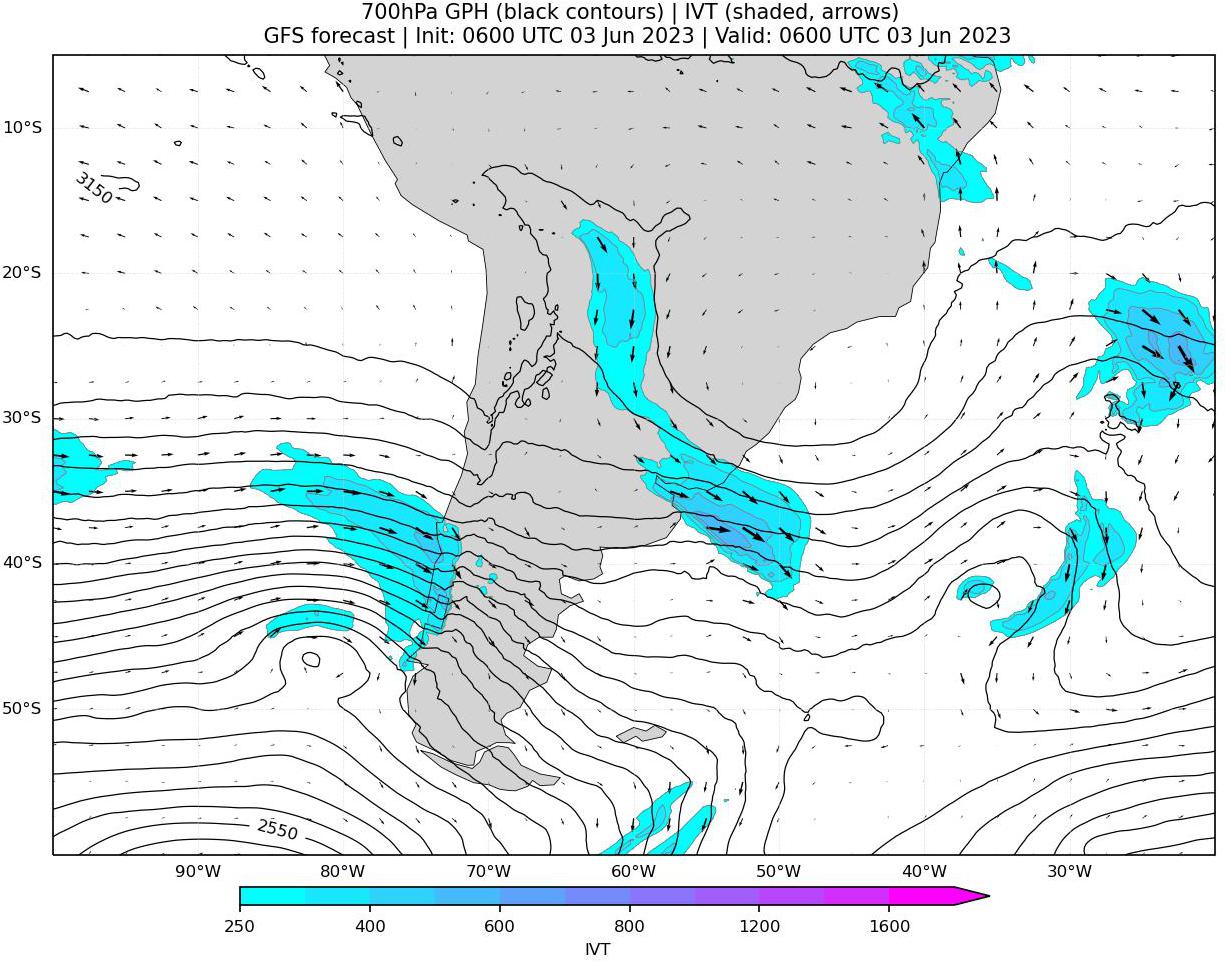 700hPa GPH (black contours) | IVT (shaded, arrows)
GFS forecast | Init: 0600 UTC 03 Jun 2023 | Valid: 0600 UTC 03 Jun 2023
10°S
3150
20°S
30°S
40°S
50°S
2550
90°W 80°W 70°W 60°W 50°W 40°W 30°W
250 400 600 800 1200 1600
IVT